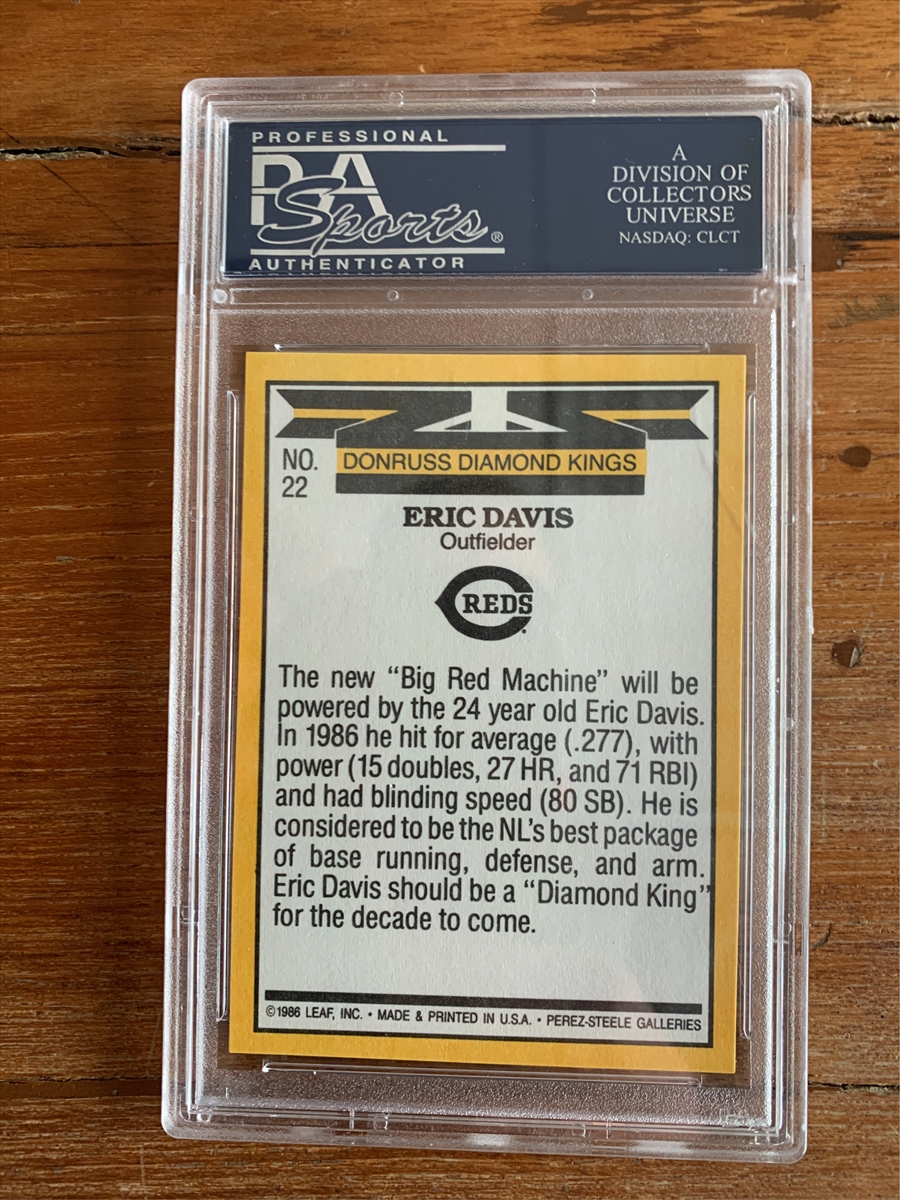 PROFESSIONAL
PSA
Sports®
AUTHENTICATOR
A
DIVISION OF
COLLECTORS
UNIVERSE
NASDAQ: CLCT
NO.
22
DONRUSS DIAMOND KINGS
ERIC DAVIS
Outfielder
REDS
The new “Big Red Machine” will be
powered by the 24 year old Eric Davis.
In 1986 he hit for average (.277), with
power (15 doubles, 27 HR, and 71 RBI)
and had blinding speed (80 SB). He is
considered to be the NL's best package
of base running, defense, and arm.
Eric Davis should be a “Diamond King”
for the decade to come.
©1986 LEAF, INC. • MADE & PRINTED IN U.S.A. • PEREZ-STEELE GALLERIES